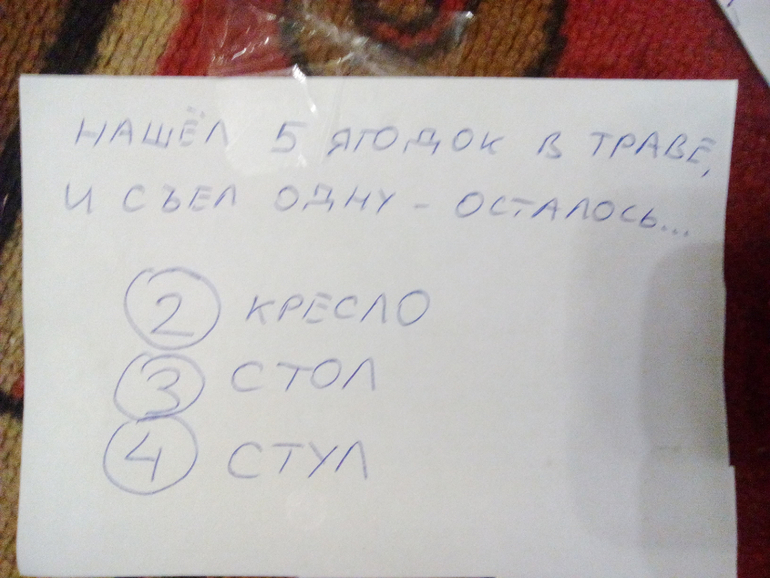 НАШЁЛ 5 ЯГОДОК В ТРАВЕ,
И СЪЕЛ ОДНУ - ОСТАЛОСЬ...
2 КРЕСЛО
3 СТОЛ
4 СТУЛ